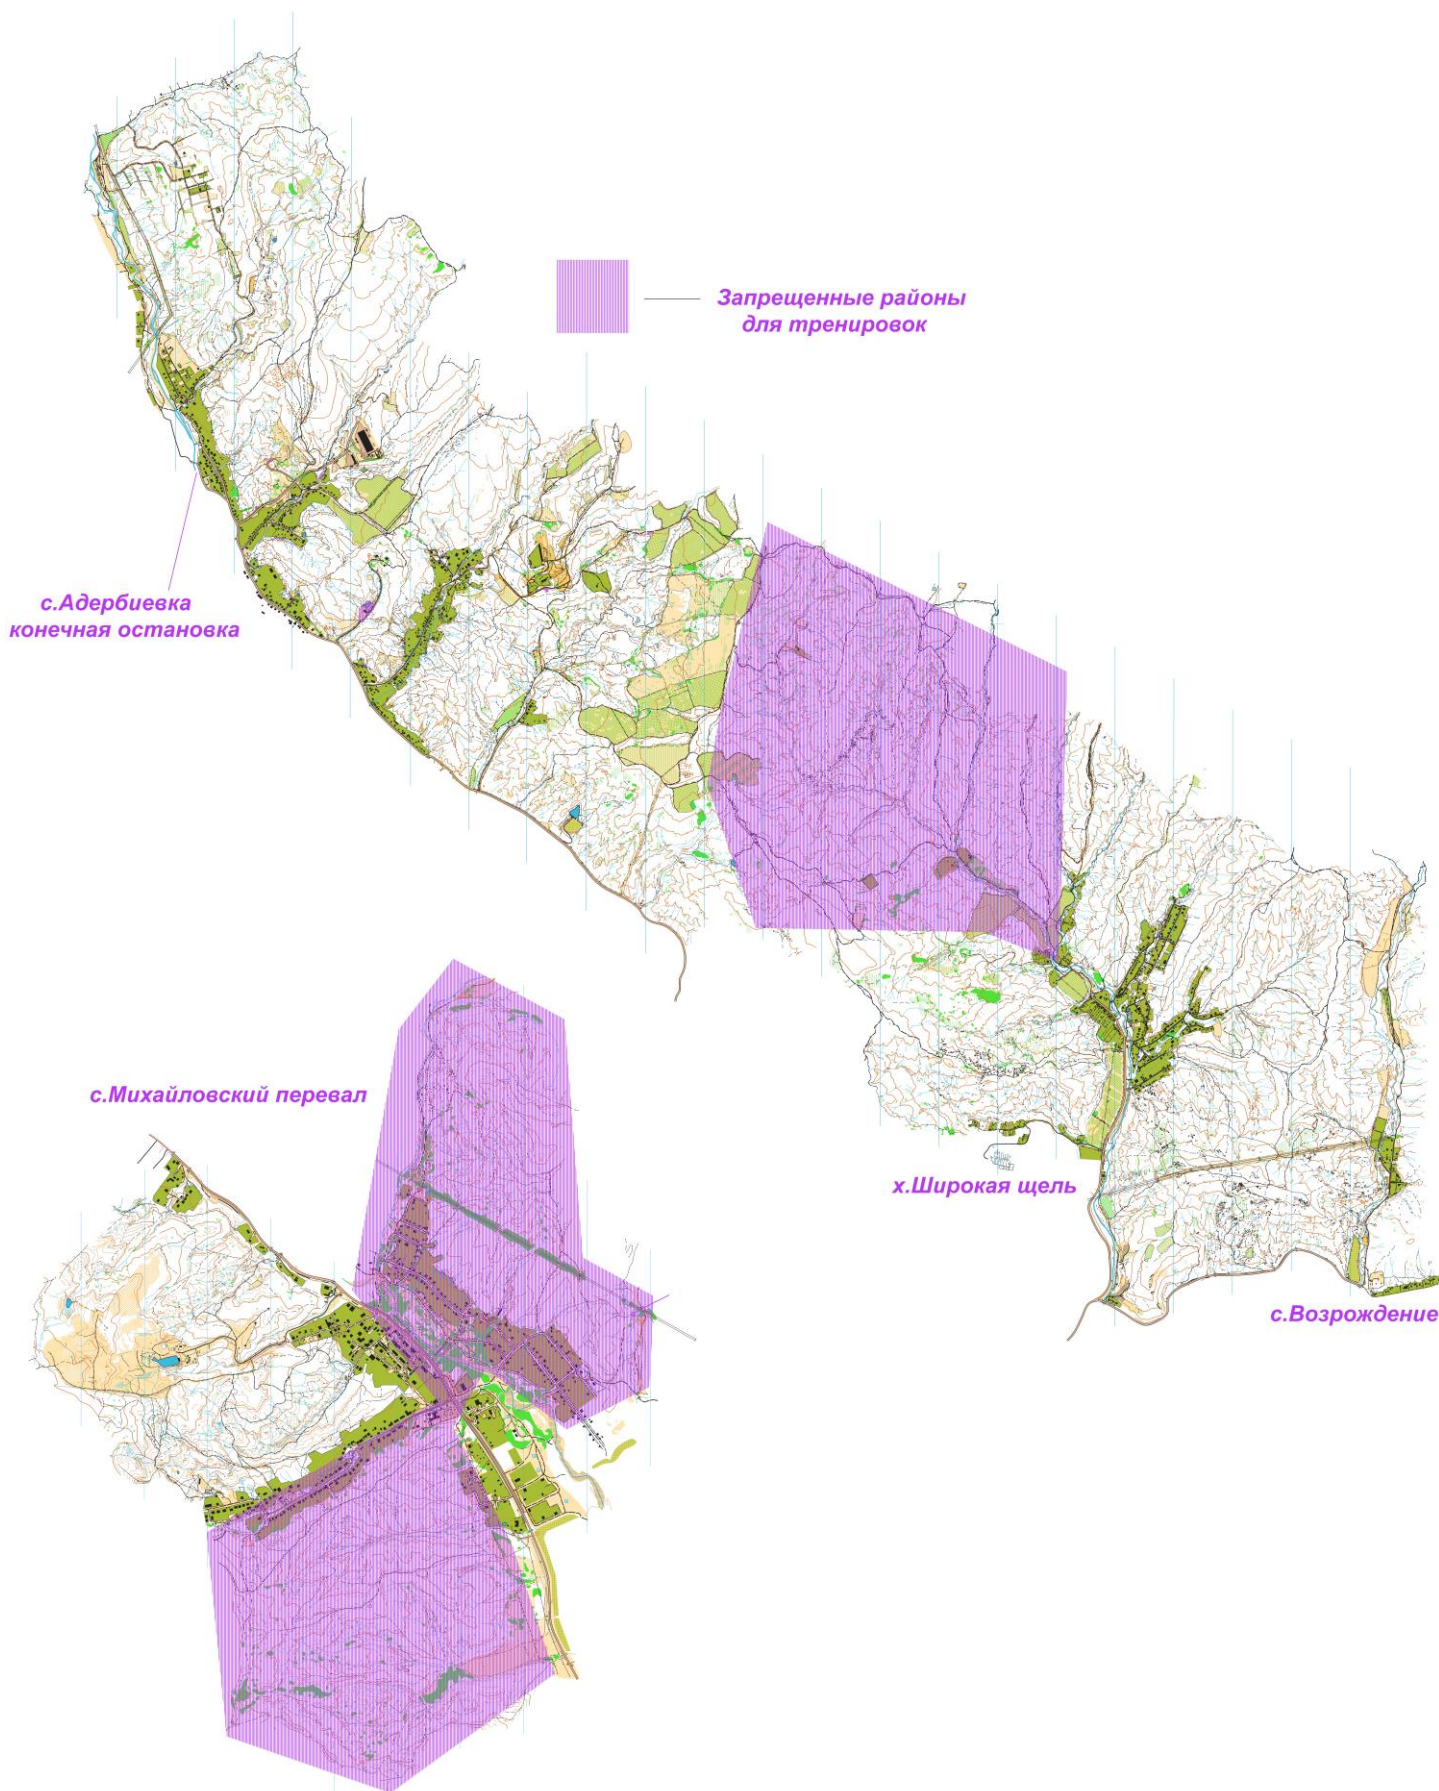 Запрещенные районы
для тренировок
с.Адербиевка
конечная остановка
с.Михайловский перевал
х.Широкая щель
с.Возрождение